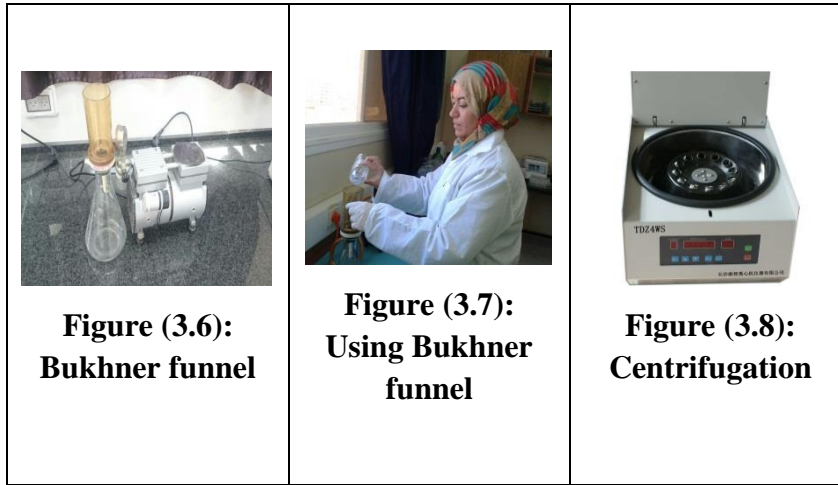 Figure (3.6):
Bukhner funnel
Figure (3.7):
Using Bukhner
funnel
TDZ4WS
Figure (3.8):
Centrifugation